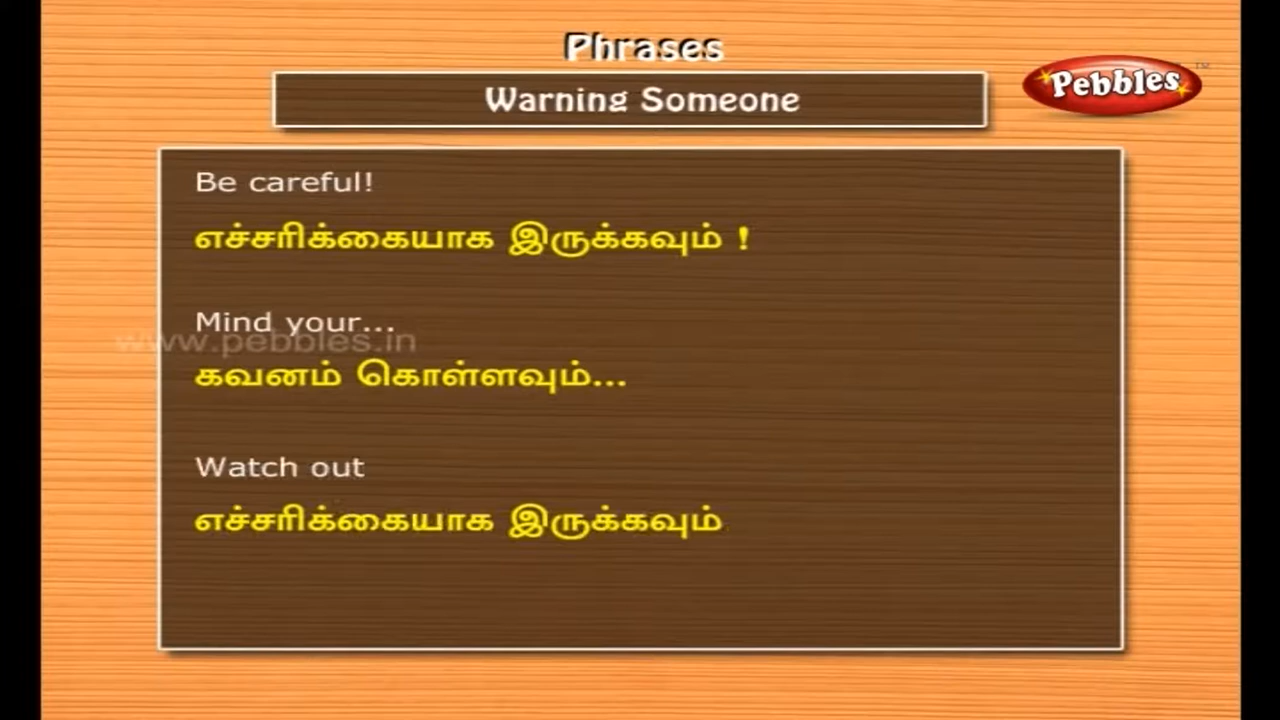 Phrases
Warning Someone
Pebbles™
Be careful!
எச்சரிக்கையாக இருக்கவும் !
Mind your...
www.pebbles.in
கவனம் கொள்ளவும்...
Watch out
எச்சரிக்கையாக இருக்கவும்